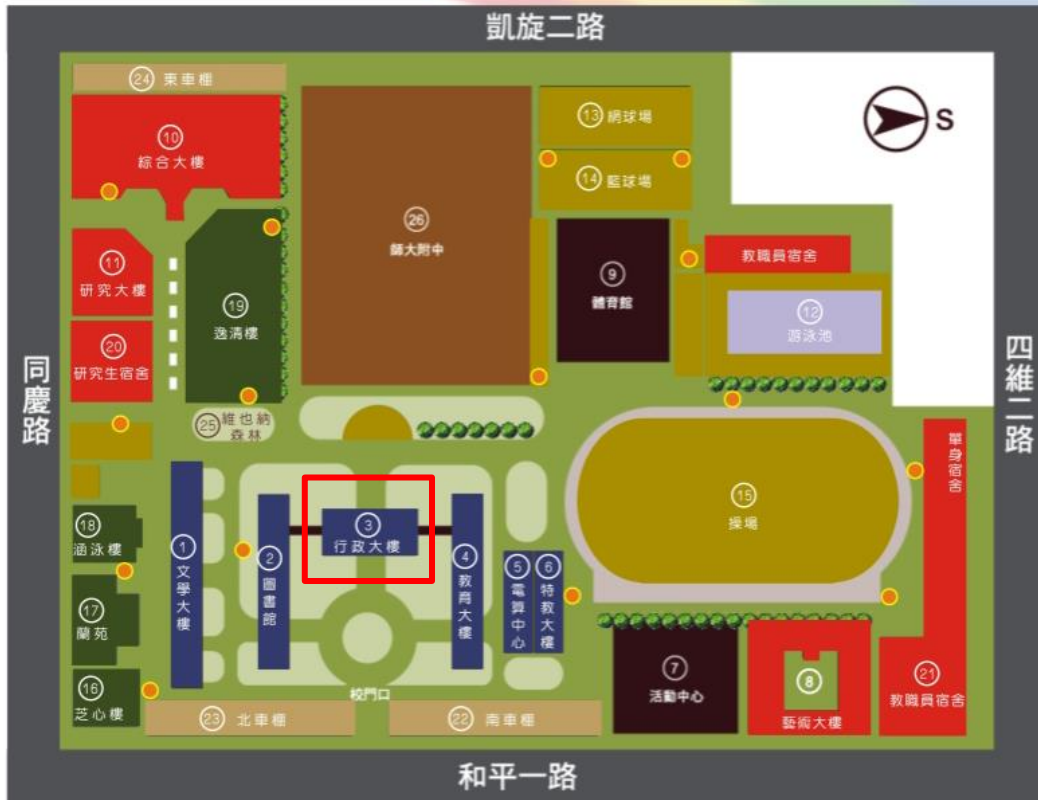 凱旋二路
24 東車棚
10
綜合大樓
13 網球場
14 籃球場
S
26
師大附中
11
研究大樓
19
逸清樓
9
體育館
教職員宿舍
12
游泳池
20
研究生宿舍
同慶路
四維二路
25 維也納
森林
單身宿舍
15
操場
3
行政大樓
18
涵泳樓
1
文學大樓
2
圖書館
4
教育大樓
5
電算中心
6
特教大樓
17
蘭苑
16
芝心樓
7
活動中心
8
藝術大樓
21
教職員宿舍
校門口
23 北車棚
22 南車棚
和平一路